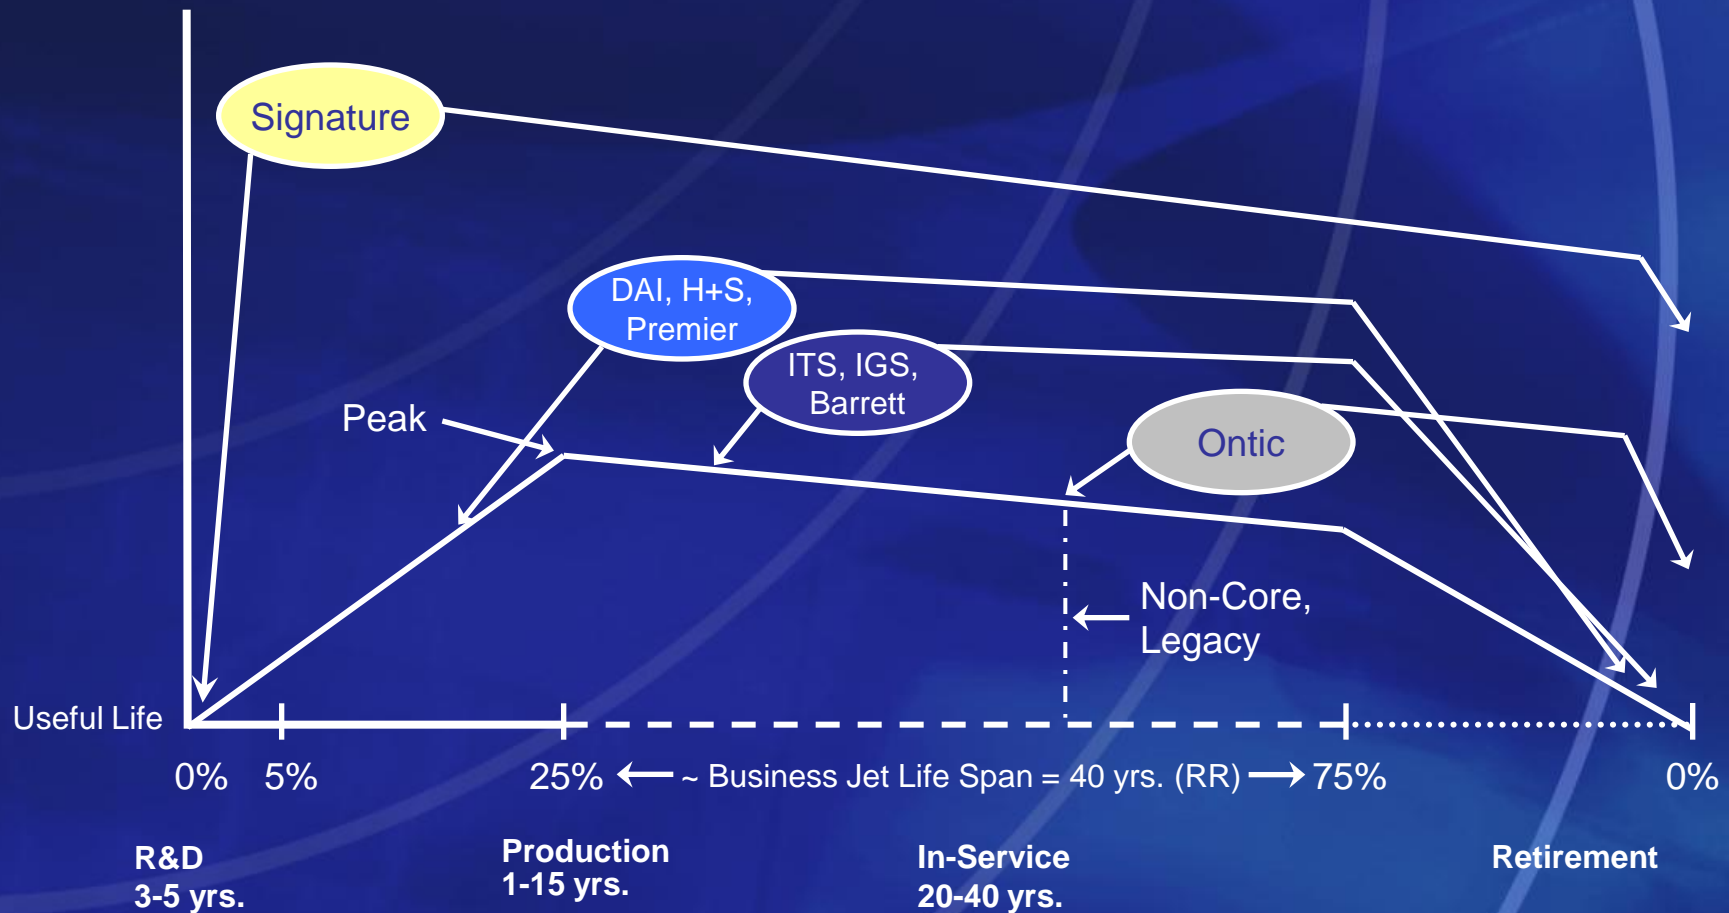 Signature
DAI, H+S,
Premier
ITS, IGS,
Barrett
Peak
Ontic
Non-Core,
Legacy
Useful Life
0%
5%
25%
~ Business Jet Life Span = 40 yrs. (RR)
75%
0%
R&D
3-5 yrs.
Production
1-15 yrs.
In-Service
20-40 yrs.
Retirement